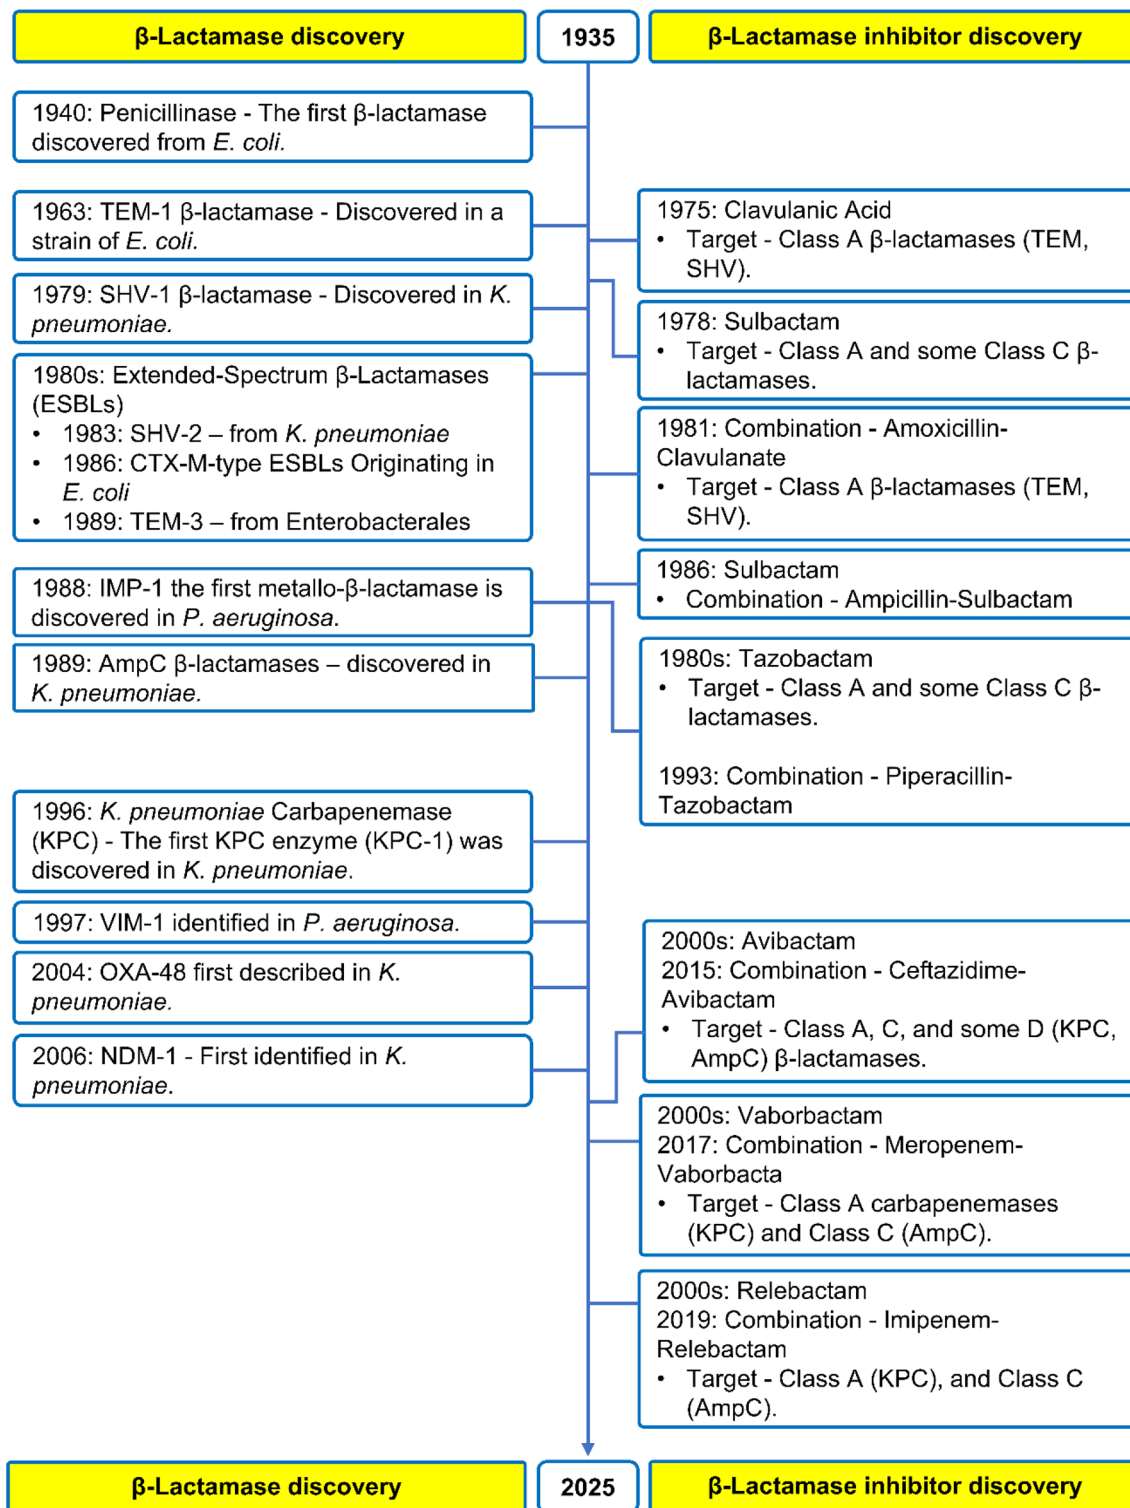 β-Lactamase discovery
1935
β-Lactamase inhibitor discovery
1940: Penicillinase - The first β-lactamase
discovered from E. coli.
1963: TEM-1 β-lactamase - Discovered in a
strain of E. coli.
1979: SHV-1 β-lactamase - Discovered in K.
pneumoniae.
1980s: Extended-Spectrum β-Lactamases
(ESBLs)
• 1983: SHV-2 – from K. pneumoniae
• 1986: CTX-M-type ESBLs Originating in
E. coli
• 1989: TEM-3 – from Enterobacterales
1988: IMP-1 the first metallo-β-lactamase is
discovered in P. aeruginosa.
1989: AmpC β-lactamases – discovered in
K. pneumoniae.
1996: K. pneumoniae Carbapenemase
(KPC) - The first KPC enzyme (KPC-1) was
discovered in K. pneumoniae.
1997: VIM-1 identified in P. aeruginosa.
2004: OXA-48 first described in K.
pneumoniae.
2006: NDM-1 - First identified in K.
pneumoniae.
1975: Clavulanic Acid
• Target - Class A β-lactamases (TEM,
SHV).
1978: Sulbactam
• Target - Class A and some Class C β-
lactamases.
1981: Combination - Amoxicillin-
Clavulanate
• Target - Class A β-lactamases (TEM,
SHV).
1986: Sulbactam
• Combination - Ampicillin-Sulbactam
1980s: Tazobactam
• Target - Class A and some Class C β-
lactamases.
1993: Combination - Piperacillin-
Tazobactam
2000s: Avibactam
2015: Combination - Ceftazidime-
Avibactam
• Target - Class A, C, and some D (KPC,
AmpC) β-lactamases.
2000s: Vaborbactam
2017: Combination - Meropenem-
Vaborbacta
• Target - Class A carbapenemases
(KPC) and Class C (AmpC).
2000s: Relebactam
2019: Combination - Imipenem-
Relebactam
• Target - Class A (KPC), and Class C
(AmpC).
β-Lactamase discovery
2025
β-Lactamase inhibitor discovery